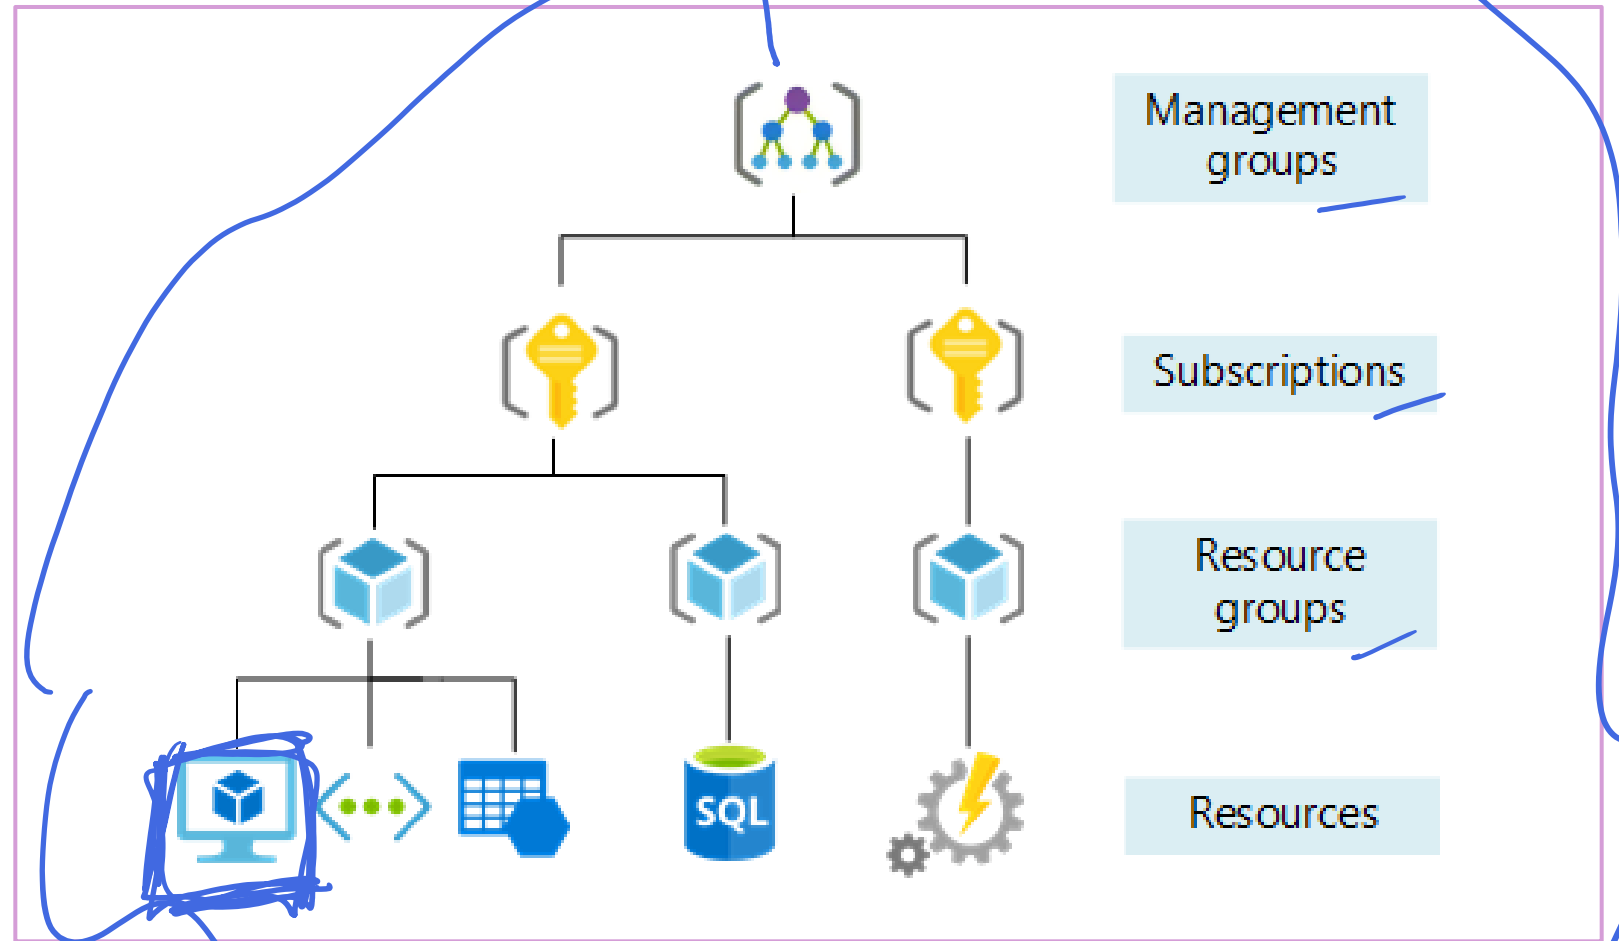 Management
groups
Subscriptions
Resource
groups
SQL
Resources